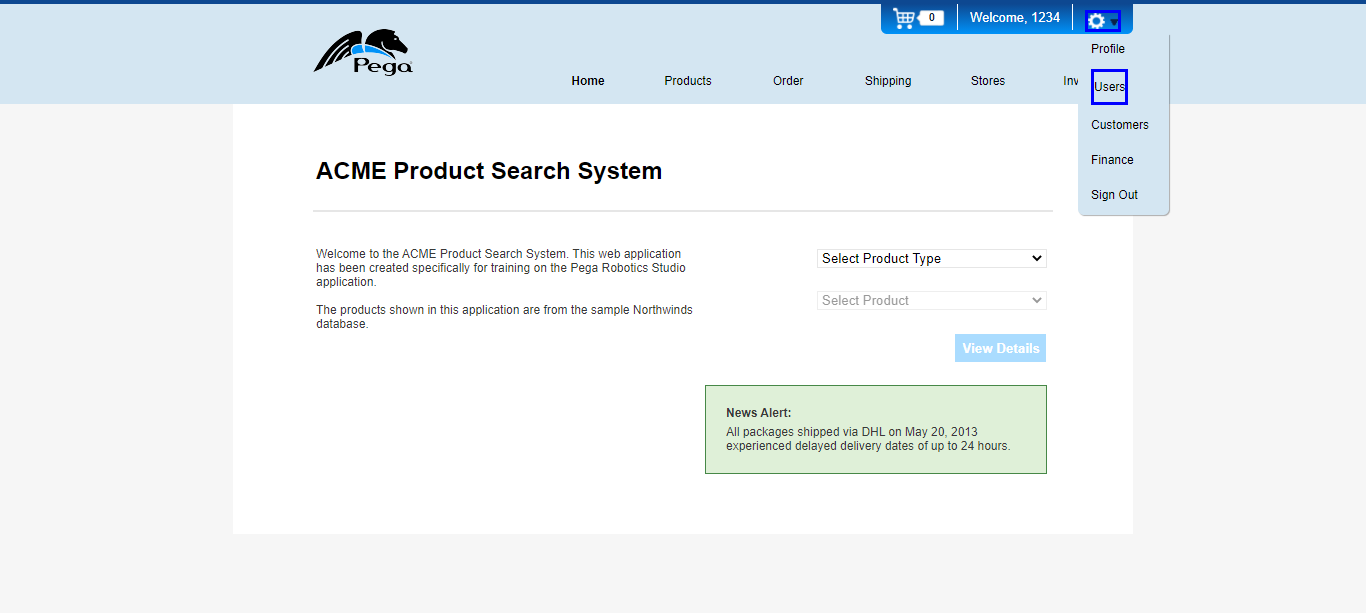 0
Welcome, 1234
Pega
Home
Products
Order
Shipping
Stores
Inv
Profile
Users
Customers
Finance
Sign Out
ACME Product Search System
Welcome to the ACME Product Search System. This web application
has been created specifically for training on the Pega Robotics Studio
application.
The products shown in this application are from the sample Northwinds
database.
Select Product Type
Select Product
View Details
News Alert:
All packages shipped via DHL on May 20, 2013
experienced delayed delivery dates of up to 24 hours.